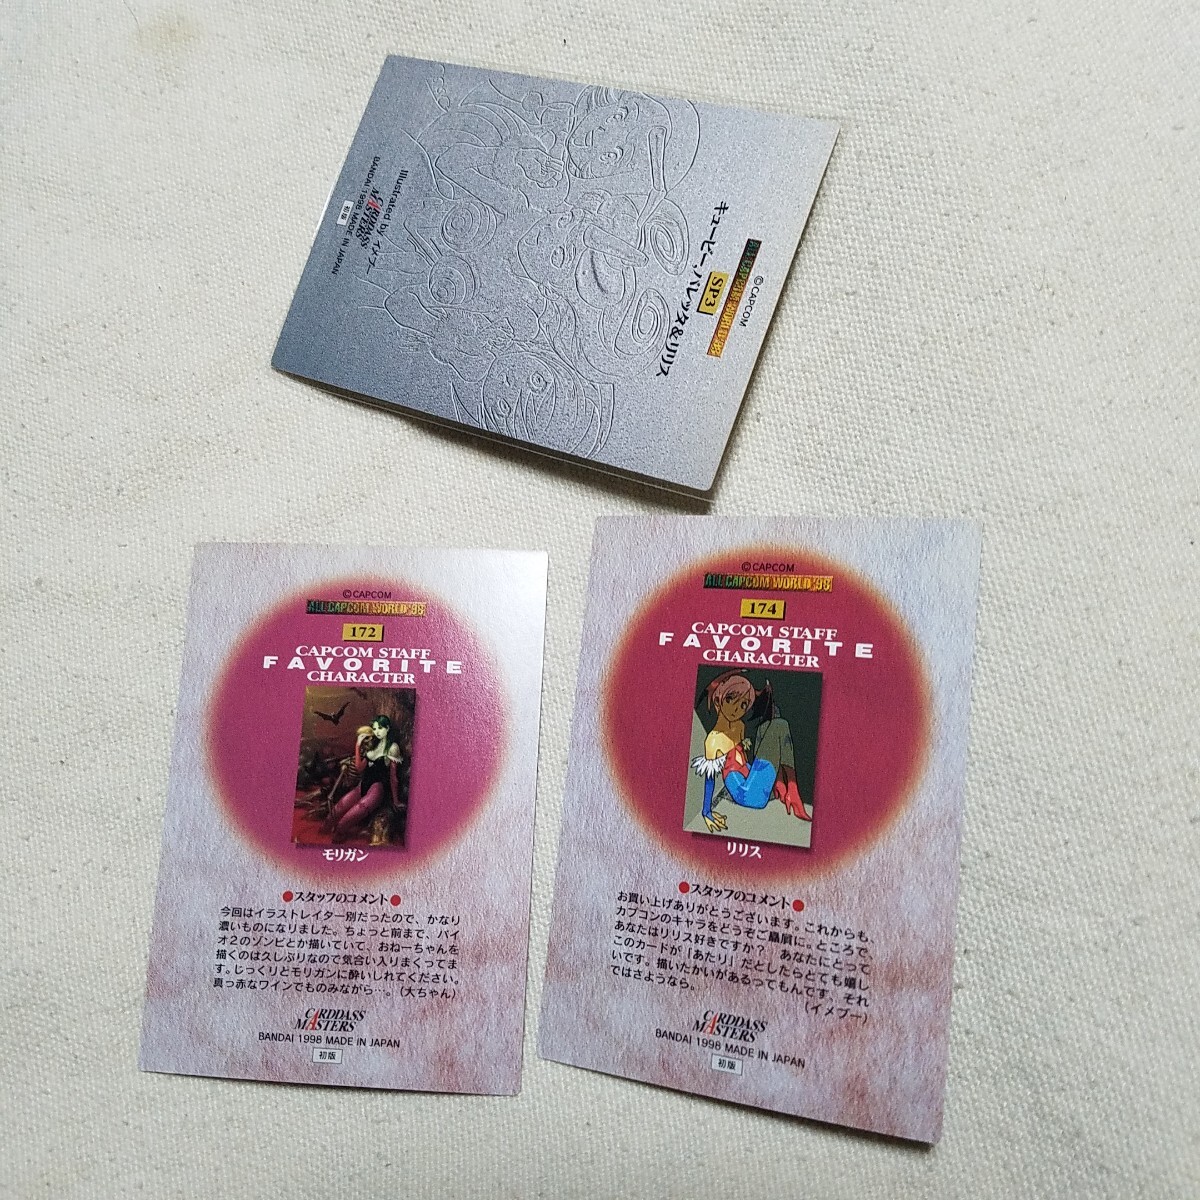 ©CAPCOM
ALL CAPCOM WORLD '98
SP3
キュービィ,バレッタ&リリス
Illustrated by イメブー
CARDDASS
MASTERS
BANDAI 1998 MADE IN JAPAN
初版
©CAPCOM
ALL CAPCOM WORLD '98
172
CAPCOM STAFF
FAVORITE
CHARACTER
モリガン
●スタッフのコメント●
今回はイラストレイター別だったので、かなり
濃いものになりました。ちょっと前まで、バイ
オ2のゾンビとか描いていて、おねーちゃんを
描くのは久しぶりなので気合い入りまくってま
す。じっくりとモリガンに酔いしれてください。
真っ赤なワインでものみながら…。(大ちゃん)
CARDDASS
MASTERS
BANDAI 1998 MADE IN JAPAN
初版
©CAPCOM
ALL CAPCOM WORLD '98
174
CAPCOM STAFF
FAVORITE
CHARACTER
リリス
●スタッフのコメント●
お買い上げありがとうございます。これからも、
カプコンのキャラをどうぞご贔屓に。ところで、
あなたはリリス好きですか? あなたにとって
このカードが「あたり」だとしたらとても嬉し
いです。描いたかいがあるってもんです。それ
ではさようなら。
(イメブー)
CARDDASS
MASTERS
BANDAI 1998 MADE IN JAPAN
初版